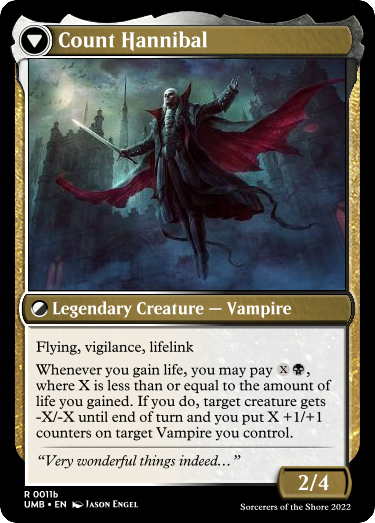 Count Hannibal
Legendary Creature — Vampire
Flying, vigilance, lifelink
Whenever you gain life, you may pay X,
where X is less than or equal to the amount of
life you gained. If you do, target creature gets
-X/-X until end of turn and you put X +1/+1
counters on target Vampire you control.
“Very wonderful things indeed…”
2/4
R 0011b
UMB • EN Jason Engel
Sorcerers of the Shore 2022